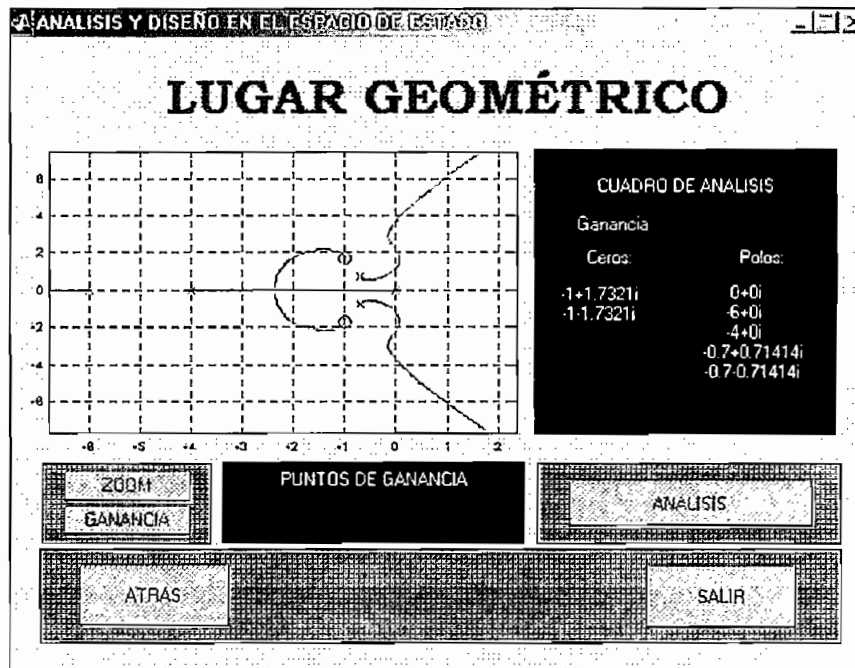 ANALISIS Y DISEÑO EN EL ESPACIO DE ESTADO
LUGAR GEOMÉTRICO
6
4
2
0
-2
-4
-6
-6
-5
-4
-3
-2
-1
0
1
2
CUADRO DE ANALISIS
Ganancia
Ceros:
Polos:
-1+1.7321i
-1-1.7321i
0+0i
-6+0i
-4+0i
-0.7+0.71414i
-0.7-0.71414i
ZOOM
GANANCIA
PUNTOS DE GANANCIA
ANALISIS
ATRAS
SALIR